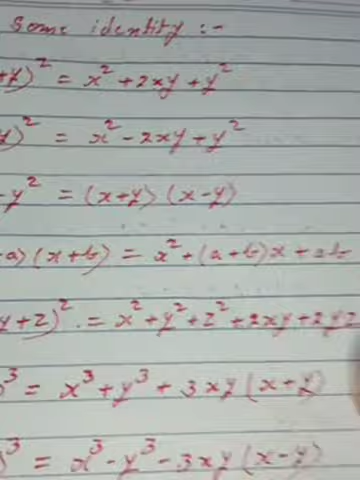 Some identity :-
+y)² = x² + 2xy + y²
y)² = x² - 2xy + y²
-y² = (x+y) (x-y)
+a) (x+b) = x² + (a+b)x + ab
y+z)² = x² + y² + z² + 2xy + 2yz
)³ = x³ + y³ + 3xy (x+y)
)³ = x³ - y³ - 3xy (x-y)